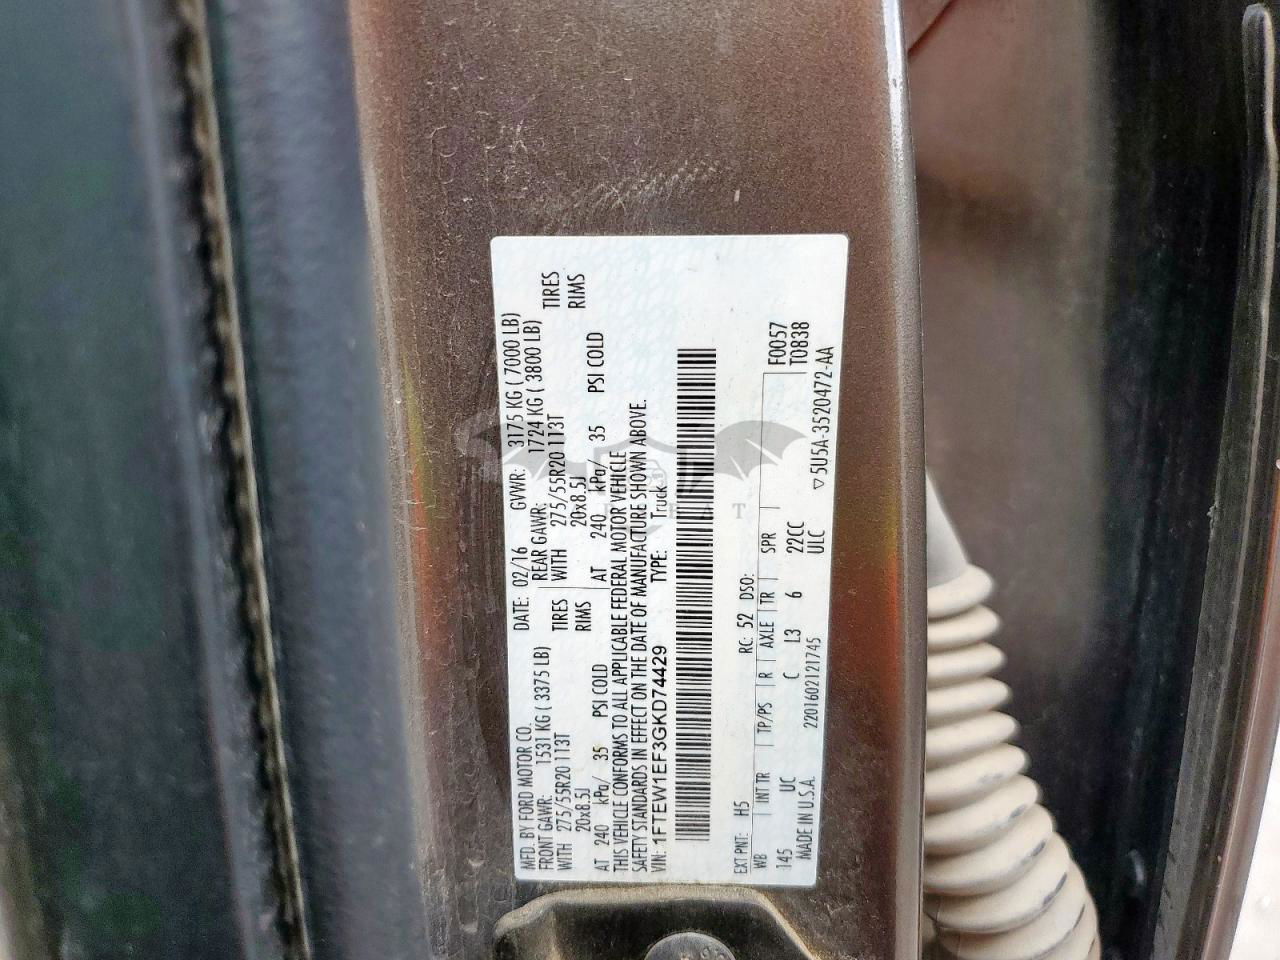 MFD. BY FORD MOTOR CO.
DATE: 02/16 GVWR: 3175 KG ( 7000 LB)
FRONT GAWR: 1531 KG ( 3375 LB) REAR GAWR: 1724 KG ( 3800 LB)
WITH 275/55R20 113T TIRES WITH 275/55R20 113T TIRES
20x8.5J RIMS 20x8.5J RIMS
AT 240 kPa/ 35 PSI COLD AT 240 kPa/ 35 PSI COLD
THIS VEHICLE CONFORMS TO ALL APPLICABLE FEDERAL MOTOR VEHICLE
SAFETY STANDARDS IN EFFECT ON THE DATE OF MANUFACTURE SHOWN ABOVE.
VIN: 1FTEW1EF3GKD74429 TYPE: Truck
EXT PNT: H5 RC: 52 DSO:
WB INT TR TP/PS R AXLE TR SPR F0057
145 UC C L3 6 22CC T0838
ULC
MADE IN U.S.A. 2201602121745 ▽5U5A-3520472-AA